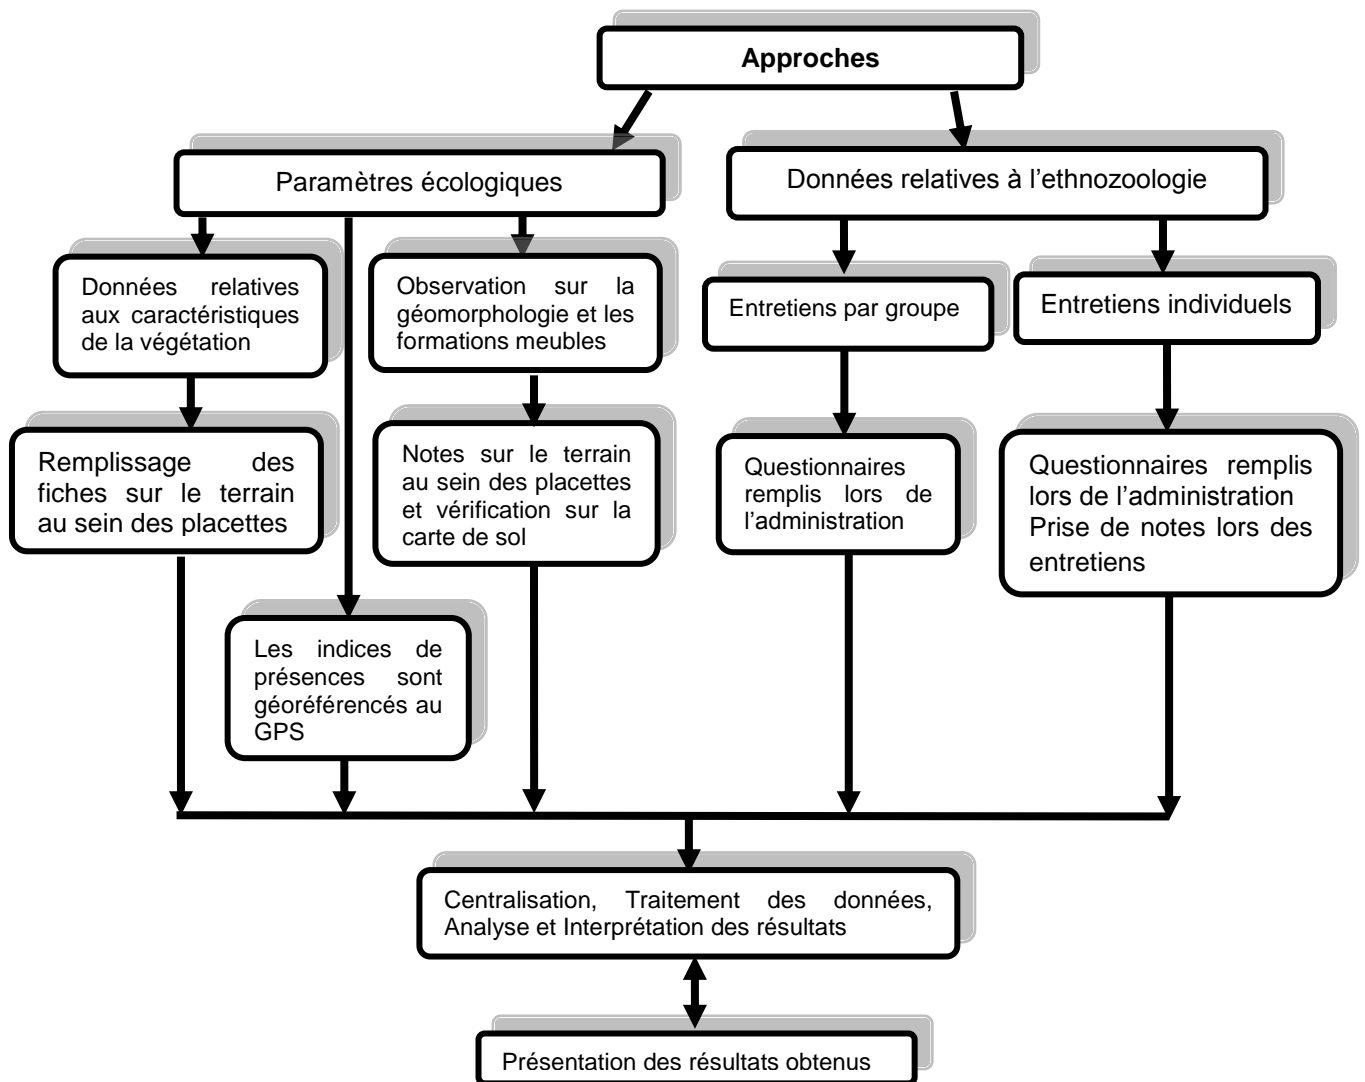 Approches
Paramètres écologiques
Données relatives à l’ethnozoologie
Données relatives
aux caractéristiques
de la végétation
Observation sur la
géomorphologie et les
formations meubles
Entretiens par groupe
Entretiens individuels
Remplissage des
fiches sur le terrain
au sein des placettes
Notes sur le terrain
au sein des placettes
et vérification sur la
carte de sol
Questionnaires
remplis lors de
l’administration
Questionnaires remplis
lors de l’administration
Prise de notes lors des
entretiens
Les indices de
présences sont
géoréférencés au
GPS
Centralisation, Traitement des données,
Analyse et Interprétation des résultats
Présentation des résultats obtenus